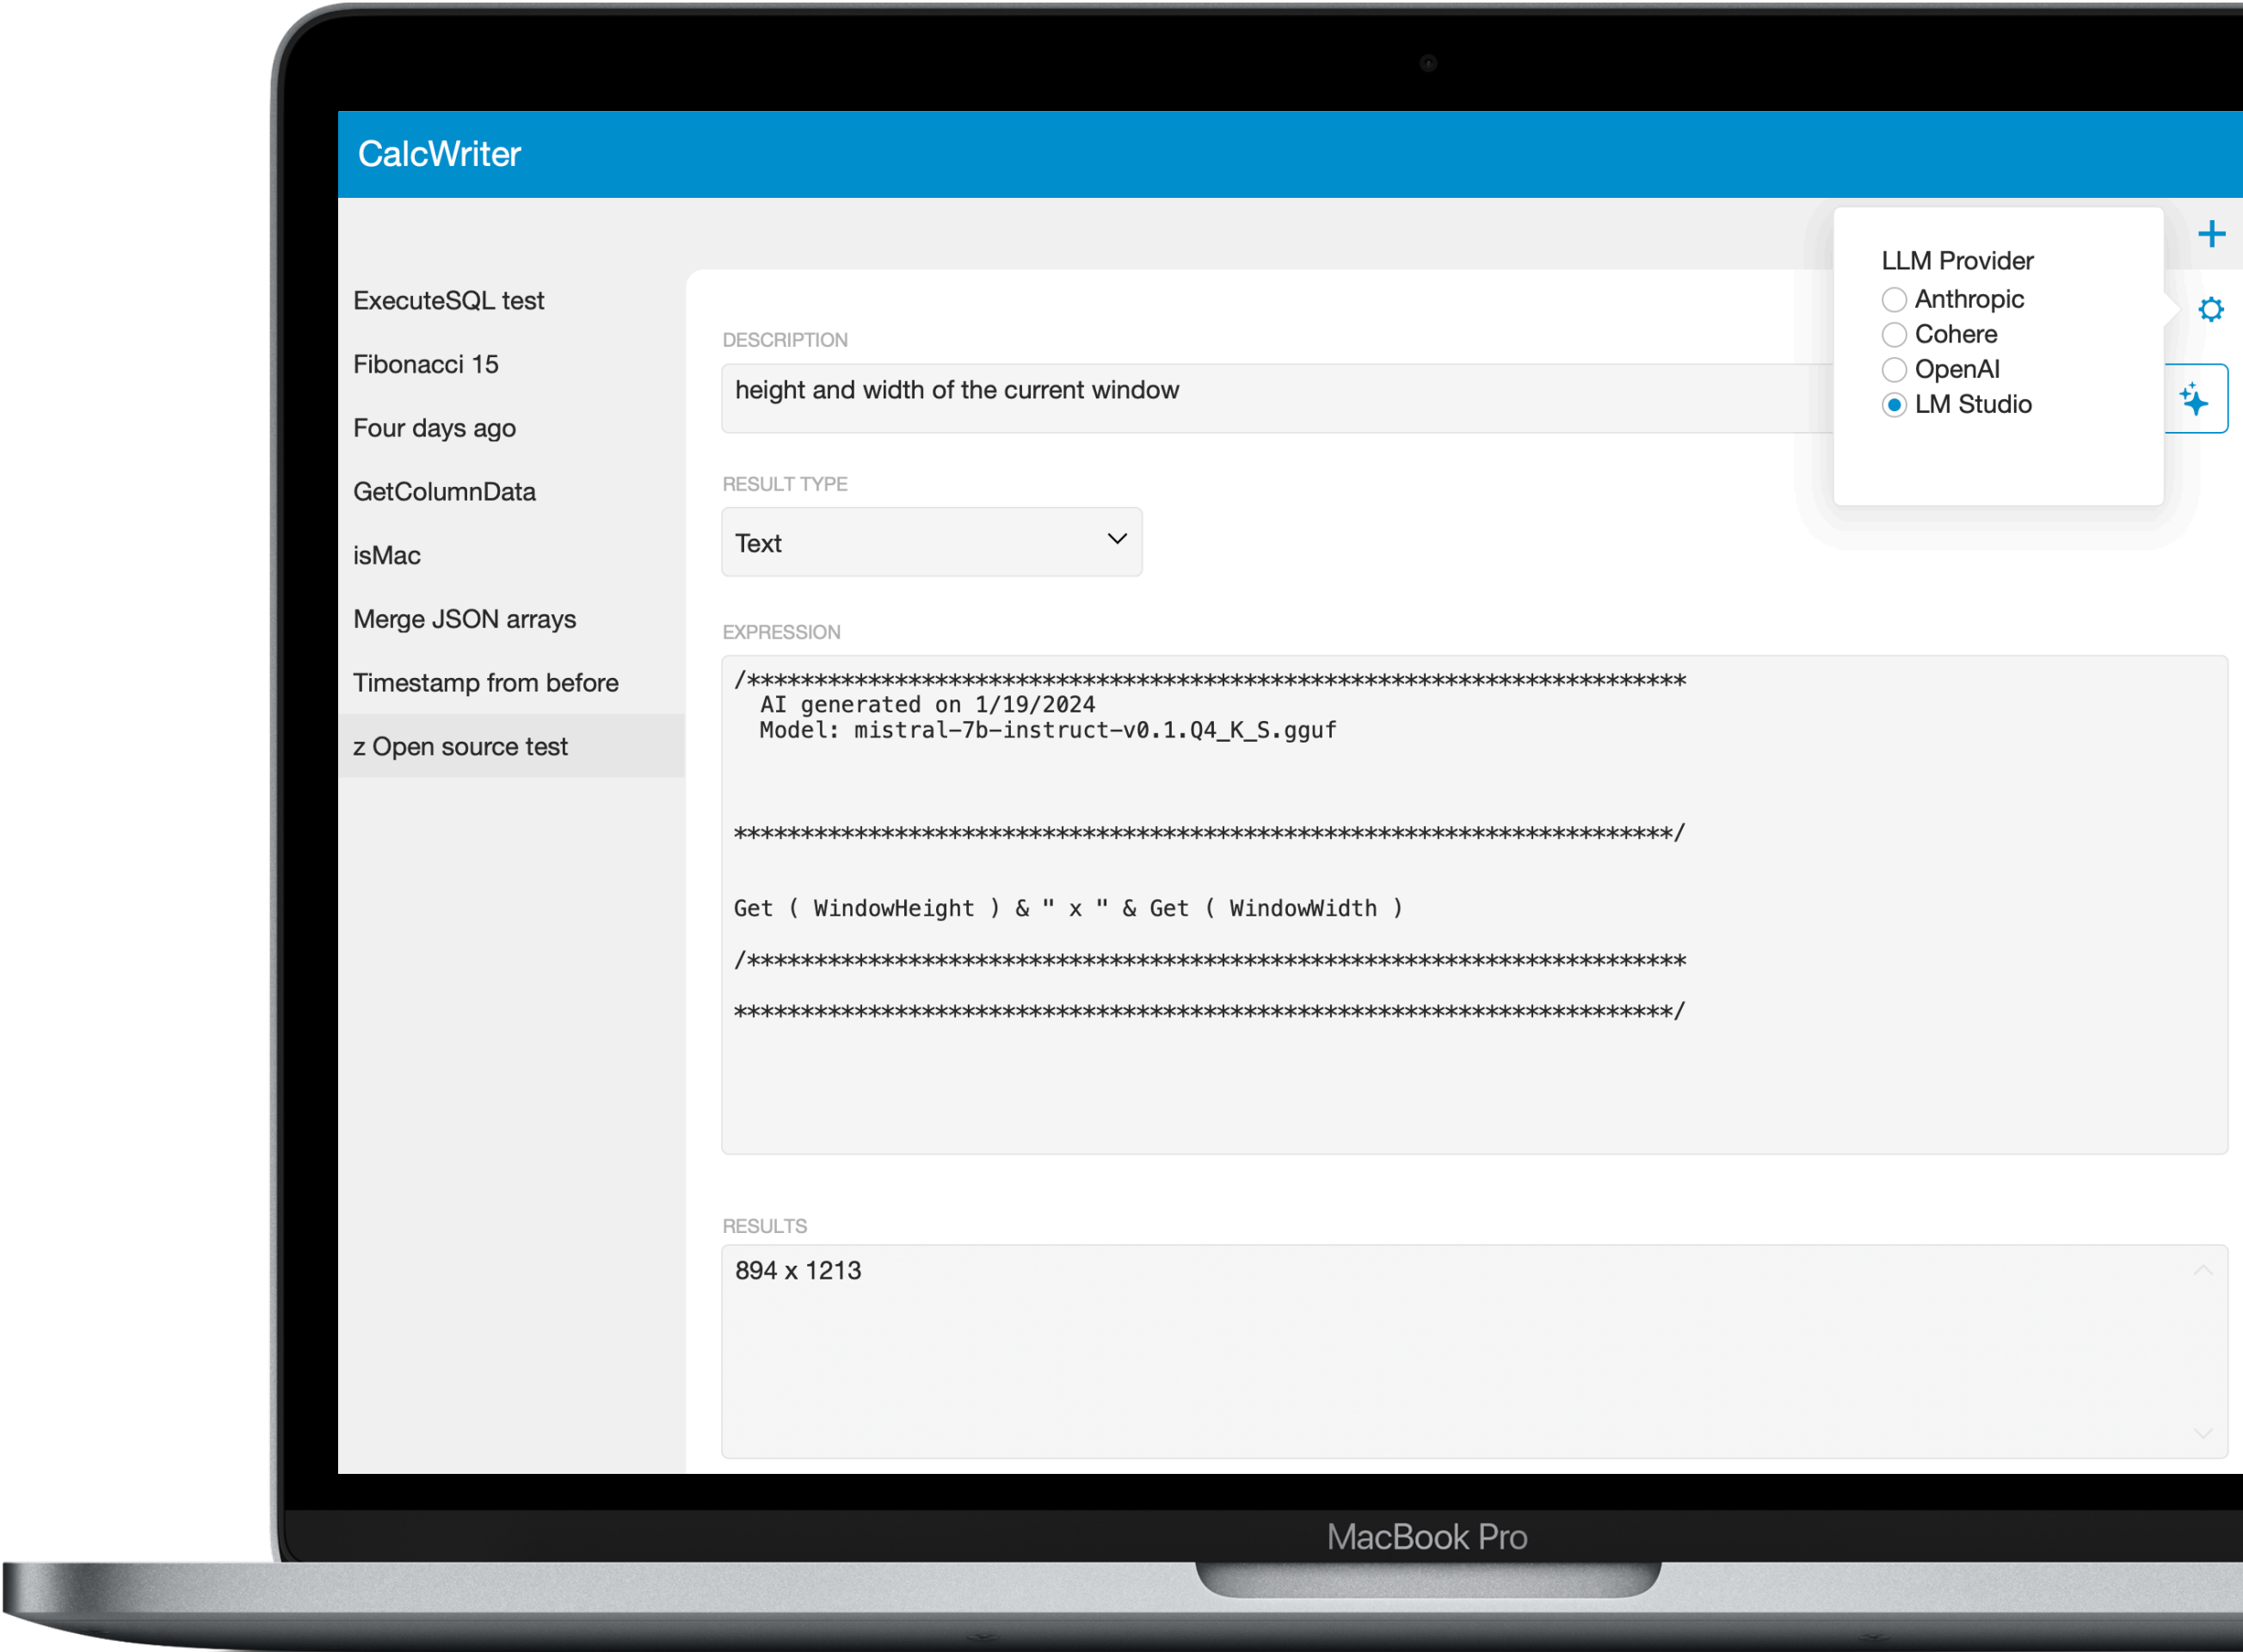 CalcWriter
LLM Provider
Anthropic
Cohere
OpenAI
LM Studio
ExecuteSQL test
Fibonacci 15
Four days ago
GetColumnData
isMac
Merge JSON arrays
Timestamp from before
z Open source test
DESCRIPTION
height and width of the current window
RESULT TYPE
Text
EXPRESSION
/**********************************************************************
AI generated on 1/19/2024
Model: mistral-7b-instruct-v0.1.Q4_K_S.gguf
**********************************************************************/
Get ( WindowHeight ) & " x " & Get ( WindowWidth )
/**********************************************************************
**********************************************************************/
RESULTS
894 x 1213
MacBook Pro